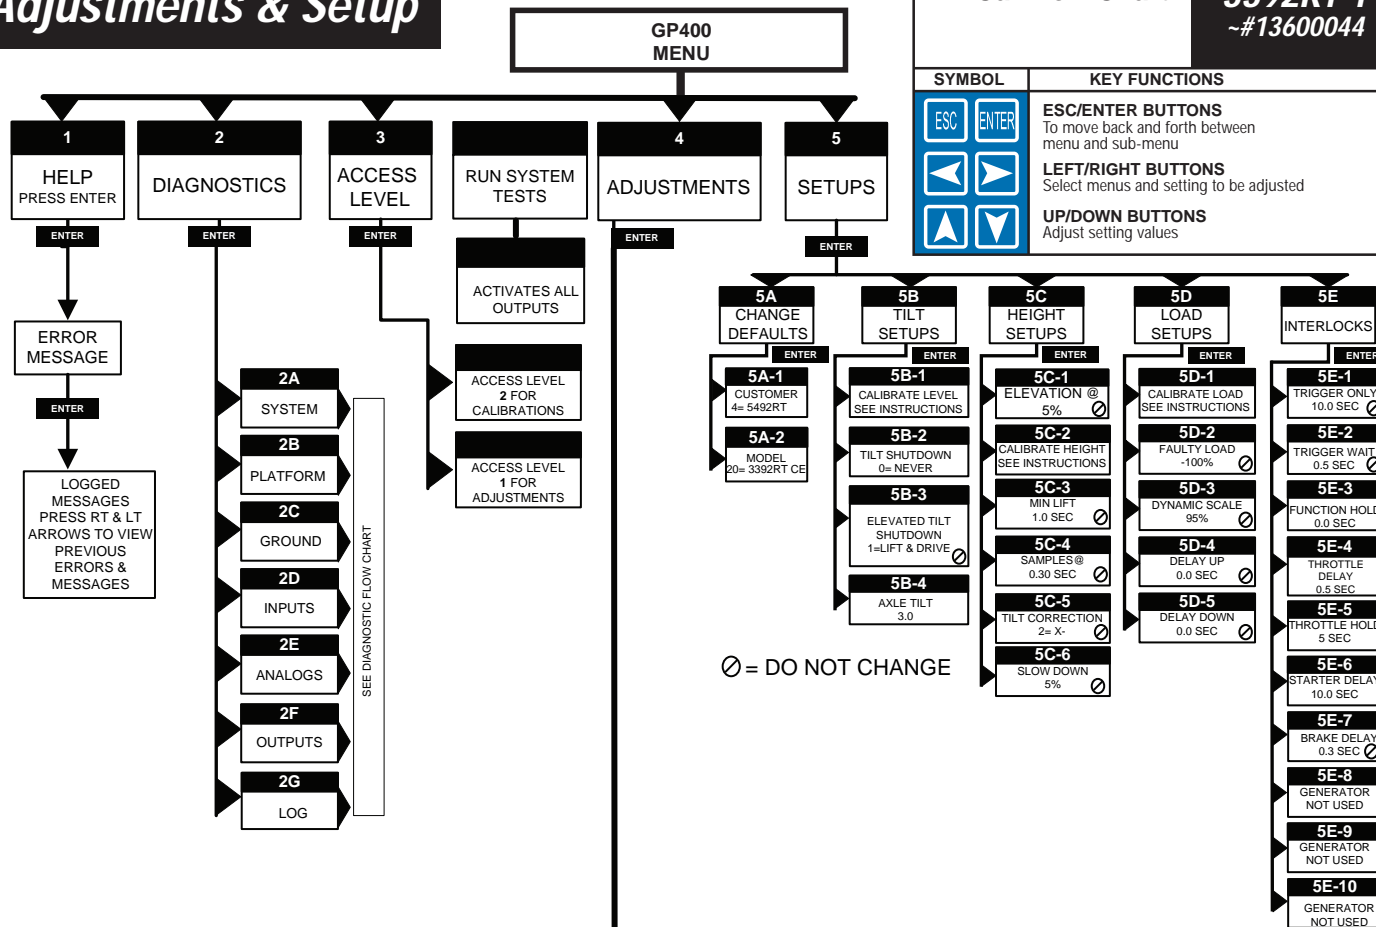 Adjustments & Setup
GP400
MENU
~#13600044
SYMBOL
KEY FUNCTIONS
ESC
ENTER
ESC/ENTER BUTTONS
To move back and forth between
menu and sub-menu
LEFT/RIGHT BUTTONS
Select menus and setting to be adjusted
UP/DOWN BUTTONS
Adjust setting values
1
HELP
PRESS ENTER
ENTER
ERROR
MESSAGE
ENTER
LOGGED
MESSAGES
PRESS RT & LT
ARROWS TO VIEW
PREVIOUS
ERRORS &
MESSAGES
2
DIAGNOSTICS
ENTER
2A
SYSTEM
2B
PLATFORM
2C
GROUND
2D
INPUTS
2E
ANALOGS
2F
OUTPUTS
2G
LOG
SEE DIAGNOSTIC FLOW CHART
3
ACCESS
LEVEL
ENTER
ACCESS LEVEL
2 FOR
CALIBRATIONS
ACCESS LEVEL
1 FOR
ADJUSTMENTS
RUN SYSTEM
TESTS
ACTIVATES ALL
OUTPUTS
4
ADJUSTMENTS
ENTER
5
SETUPS
ENTER
5A
CHANGE
DEFAULTS
ENTER
5A-1
CUSTOMER
4= 5492RT
5A-2
MODEL
20= 3392RT CE
5B
TILT
SETUPS
ENTER
5B-1
CALIBRATE LEVEL
SEE INSTRUCTIONS
5B-2
TILT SHUTDOWN
0= NEVER
5B-3
ELEVATED TILT
SHUTDOWN
1=LIFT & DRIVE
5B-4
AXLE TILT
3.0
5C
HEIGHT
SETUPS
ENTER
5C-1
ELEVATION @
5%
5C-2
CALIBRATE HEIGHT
SEE INSTRUCTIONS
5C-3
MIN LIFT
1.0 SEC
5C-4
SAMPLES@
0.30 SEC
5C-5
TILT CORRECTION
2= X-
5C-6
SLOW DOWN
5%
5D
LOAD
SETUPS
ENTER
5D-1
CALIBRATE LOAD
SEE INSTRUCTIONS
5D-2
FAULTY LOAD
-100%
5D-3
DYNAMIC SCALE
95%
5D-4
DELAY UP
0.0 SEC
5D-5
DELAY DOWN
0.0 SEC
5E
INTERLOCKS
ENTER
5E-1
TRIGGER ONLY
10.0 SEC
5E-2
TRIGGER WAIT
0.5 SEC
5E-3
FUNCTION HOLD
0.0 SEC
5E-4
THROTTLE
DELAY
0.5 SEC
5E-5
THROTTLE HOLD
5 SEC
5E-6
STARTER DELAY
10.0 SEC
5E-7
BRAKE DELAY
0.3 SEC
5E-8
GENERATOR
NOT USED
5E-9
GENERATOR
NOT USED
5E-10
GENERATOR
NOT USED
= DO NOT CHANGE